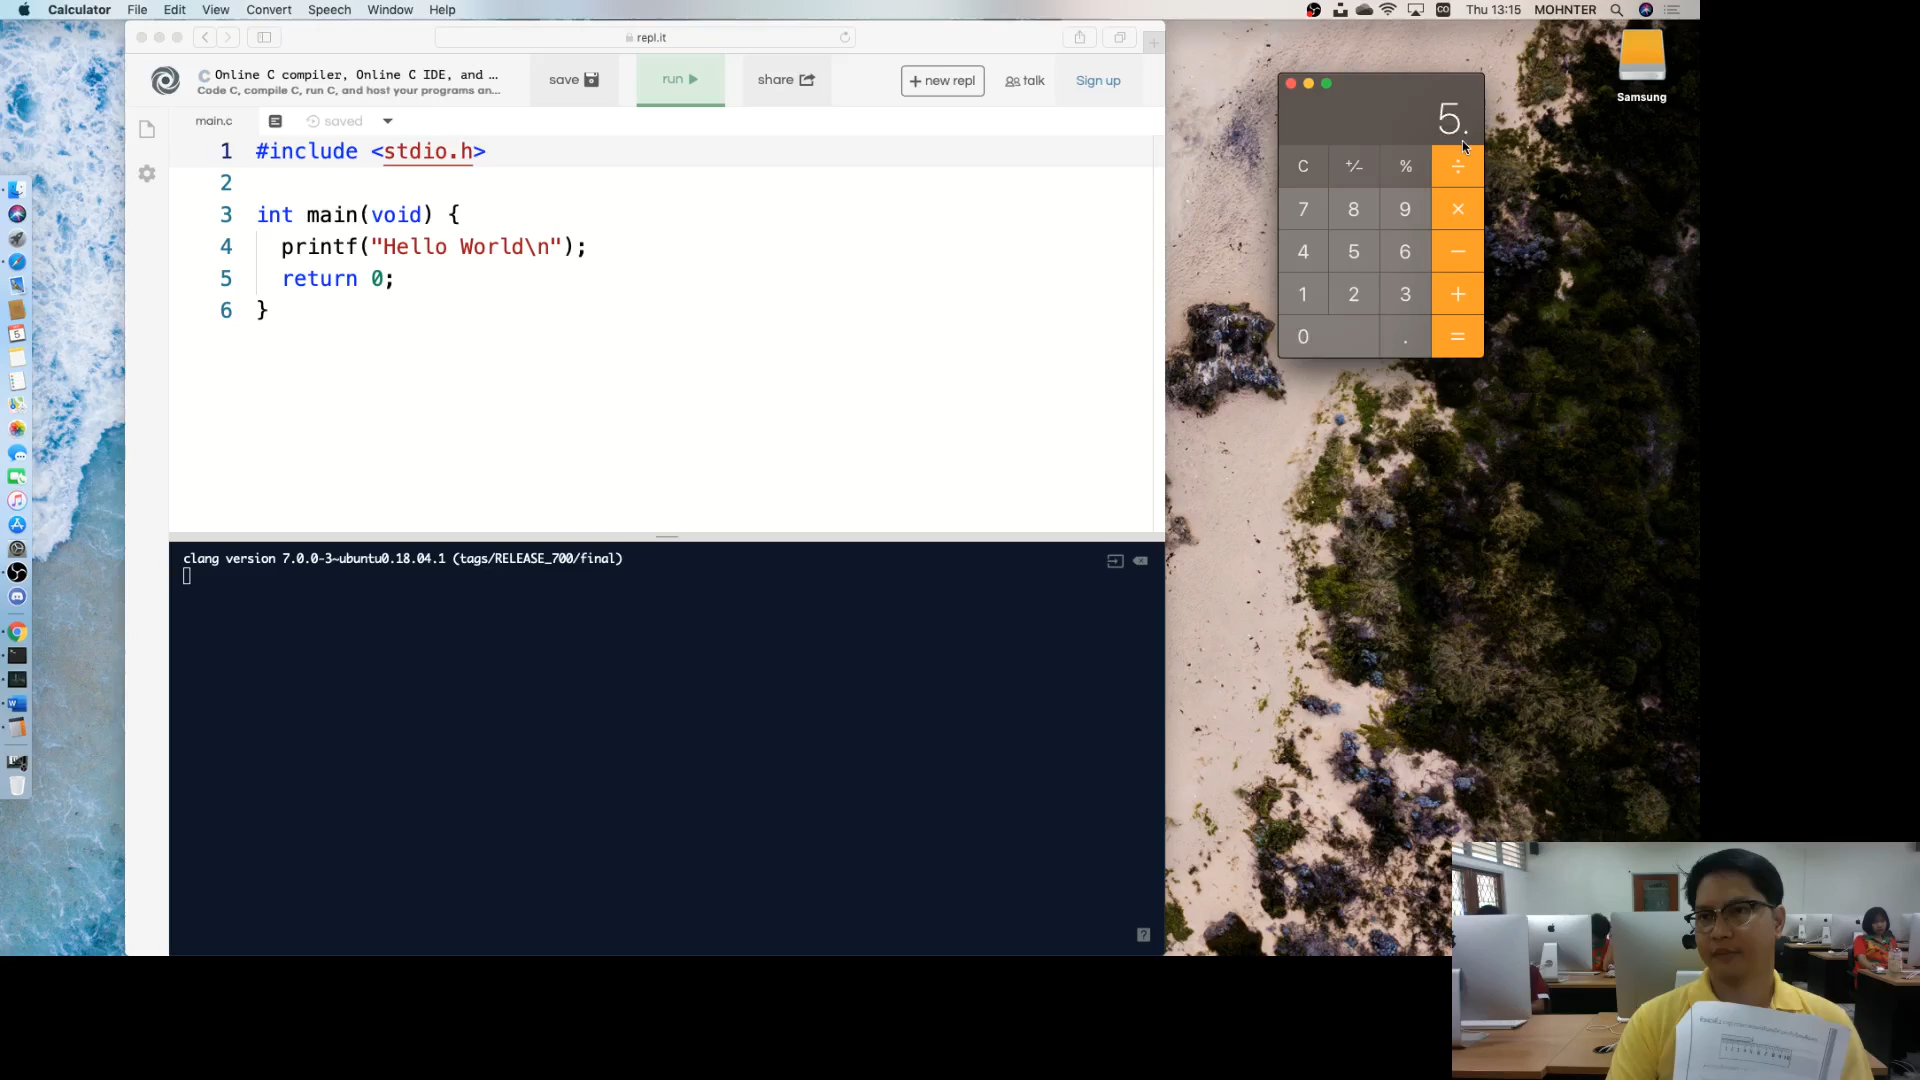 Calculator File Edit View Convert Speech Window Help
Thu 13:15 MOHNTER
repl.it
Online C compiler, Online C IDE, and ...
Code C, compile C, run C, and host your programs an...
save
run
share
+ new repl
talk
Sign up
main.c
saved
1 #include <stdio.h>
2
3 int main(void) {
4 printf("Hello World\n");
5 return 0;
6 }
clang version 7.0.0-3~ubuntu0.18.04.1 (tags/RELEASE_700/final)
?
Samsung
5.
C +/− % ÷
7 8 9 ×
4 5 6 −
1 2 3 +
0 . =